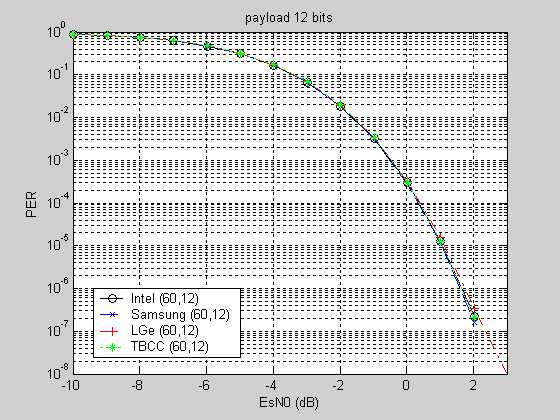 payload 12 bits
PER
10^0
10^-1
10^-2
10^-3
10^-4
10^-5
10^-6
10^-7
10^-8
Intel (60,12)
Samsung (60,12)
LGe (60,12)
TBCC (60,12)
-10 -8 -6 -4 -2 0 2
EsN0 (dB)